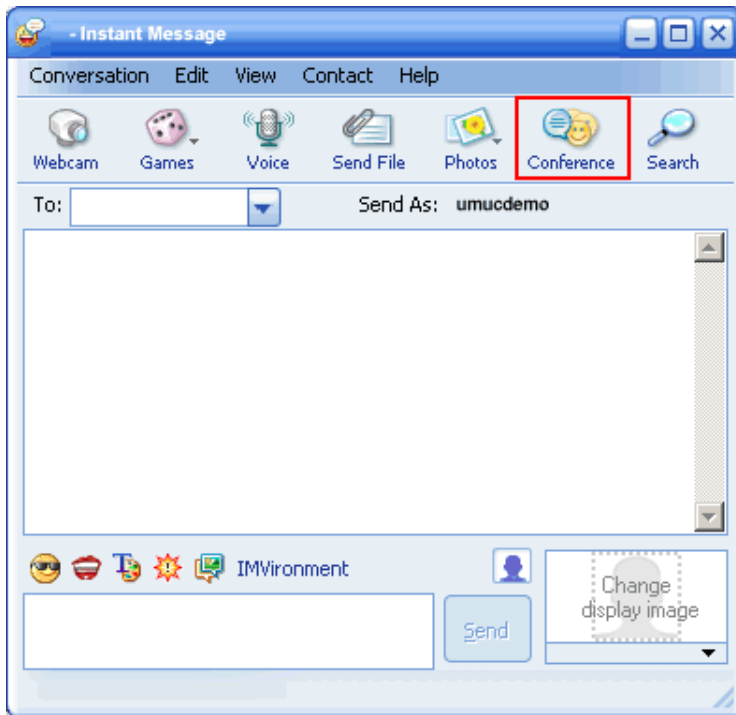 - Instant Message
Conversation Edit View Contact Help
Webcam Games Voice Send File Photos Conference Search
To: Send As: umucdemo
IMVironment
Change
display image
Send